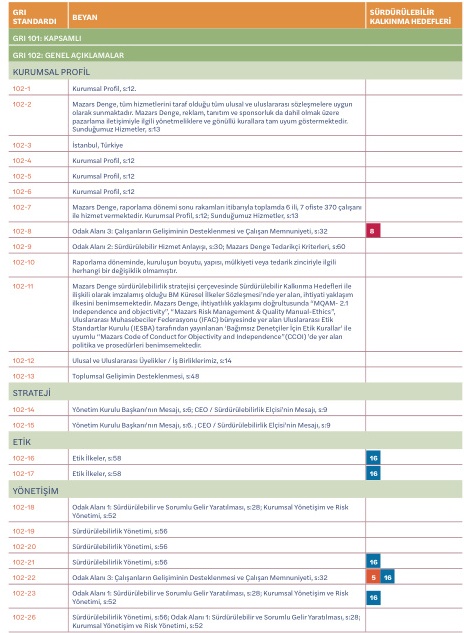 GRI STANDARDI BEYAN SÜRDÜRÜLEBİLİR KALKINMA HEDEFLERİ
GRI 101: KAPSAMLI
GRI 102: GENEL AÇIKLAMALAR
KURUMSAL PROFİL
102-1 Kurumsal Profil, s:12.
102-2 Mazars Denge, tüm hizmetlerini taraf olduğu tüm ulusal ve uluslararası sözleşmelere uygun
olarak sunmaktadır. Mazars Denge, reklam, tanıtım ve sponsorluk da dahil olmak üzere
pazarlama iletişimiyle ilgili yönetmeliklere ve gönüllü kurallara tam uyum göstermektedir.
Sunduğumuz Hizmetler, s:13
102-3 İstanbul, Türkiye
102-4 Kurumsal Profil, s:12
102-5 Kurumsal Profil, s:12
102-6 Kurumsal Profil, s:12
102-7 Mazars Denge, raporlama dönemi sonu rakamları itibarıyla toplamda 6 ili, 7 ofiste 370 çalışanı
ile hizmet vermektedir. Kurumsal Profil, s:12; Sunduğumuz Hizmetler, s:13
102-8 Odak Alanı 3: Çalışanların Gelişiminin Desteklenmesi ve Çalışan Memnuniyeti, s:32 8
102-9 Odak Alanı 2: Sürdürülebilir Hizmet Anlayışı, s:30; Mazars Denge Tedarikçi Kriterleri, s:60
102-10 Raporlama döneminde, kuruluşun boyutu, yapısı, mülkiyeti veya tedarik zinciriyle ilgili
herhangi bir değişiklik olmamıştır.
102-11 Mazars Denge sürdürülebilirlik stratejisi çerçevesinde Sürdürülebilir Kalkınma Hedefleri ile
ilişkili olarak imzalamış olduğu BM Küresel İlkeler Sözleşmesi'nde yer alan, ihtiyati yaklaşım
ilkesini benimsemektedir. Mazars Denge, ihtiyatlılık yaklaşımı doğrultusunda "MQAM- 2.1
Independence and objectivity", "Mazars Risk Management & Quality Manual-Ethics",
Uluslararası Muhasebeciler Federasyonu (IFAC) bünyesinde yer alan Uluslararası Etik
Standartlar Kurulu (IESBA) tarafından yayınlanan 'Bağımsız Denetçiler İçin Etik Kurallar' ile
uyumlu "Mazars Code of Conduct for Objectivity and Independence"(CCOI) 'de yer alan
politika ve prosedürleri benimsemektedir.
102-12 Ulusal ve Uluslararası Üyelikler / İş Birliklerimiz, s:14
102-13 Toplumsal Gelişimin Desteklenmesi, s:48
STRATEJİ
102-14 Yönetim Kurulu Başkanı'nın Mesajı, s:6; CEO / Sürdürülebilirlik Elçisi'nin Mesajı, s:9
102-15 Yönetim Kurulu Başkanı'nın Mesajı, s:6. ; CEO / Sürdürülebilirlik Elçisi'nin Mesajı, s:9
ETİK
102-16 Etik İlkeler, s:58 16
102-17 Etik İlkeler, s:58 16
YÖNETİŞİM
102-18 Odak Alanı 1: Sürdürülebilir ve Sorumlu Gelir Yaratılması, s:28; Kurumsal Yönetişim ve Risk
Yönetimi, s:52
102-19 Sürdürülebilirlik Yönetimi, s:56
102-20 Sürdürülebilirlik Yönetimi, s:56
102-21 Sürdürülebilirlik Yönetimi, s:56 16
102-22 Odak Alanı 3: Çalışanların Gelişiminin Desteklenmesi ve Çalışan Memnuniyeti, s:32 5 16
102-23 Odak Alanı 1: Sürdürülebilir ve Sorumlu Gelir Yaratılması, s:28; Kurumsal Yönetişim ve Risk
Yönetimi, s:52 16
102-26 Sürdürülebilirlik Yönetimi, s:56; Odak Alanı 1: Sürdürülebilir ve Sorumlu Gelir Yaratılması, s:28;
Kurumsal Yönetişim ve Risk Yönetimi, s:52